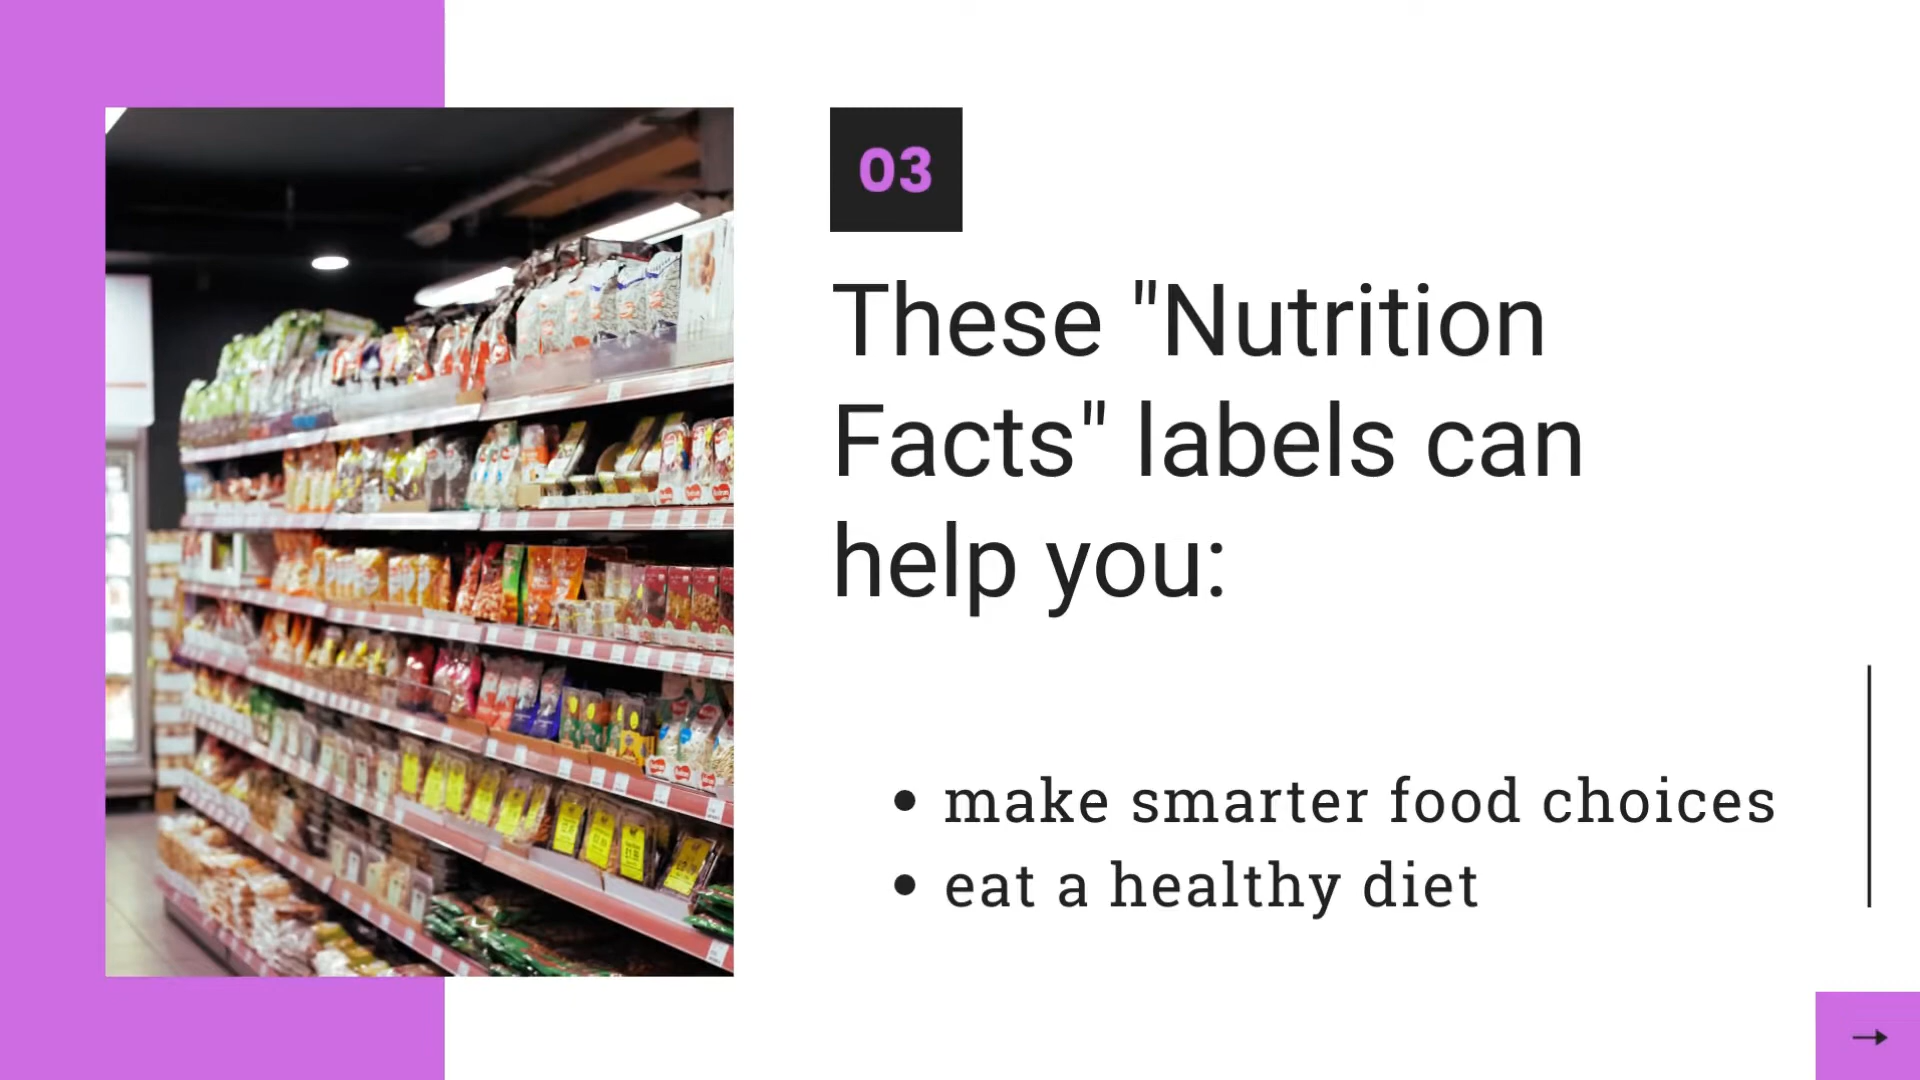 03
These "Nutrition
Facts" labels can
help you:
• make smarter food choices
• eat a healthy diet